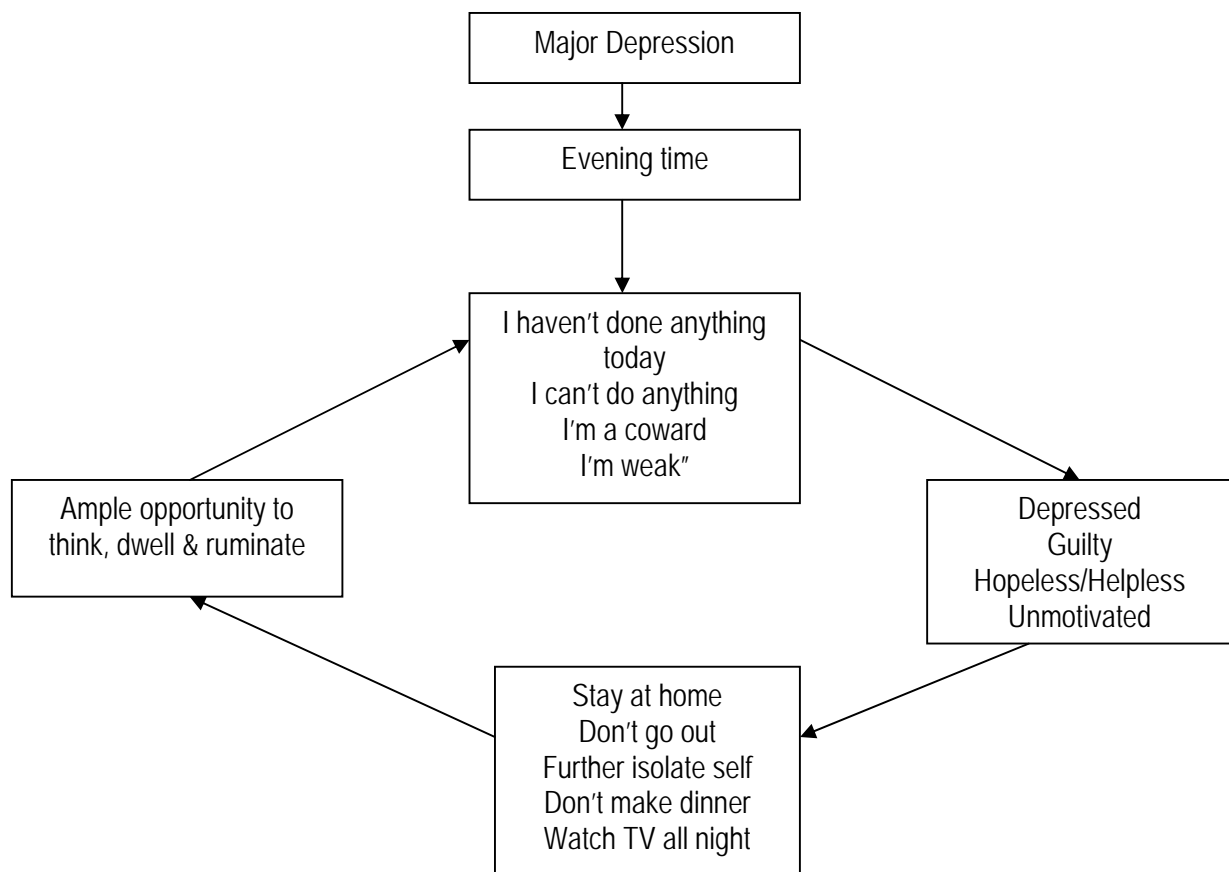 Major Depression
Evening time
I haven’t done anything
today
I can’t do anything
I’m a coward
I’m weak”
Depressed
Guilty
Hopeless/Helpless
Unmotivated
Stay at home
Don’t go out
Further isolate self
Don’t make dinner
Watch TV all night
Ample opportunity to
think, dwell & ruminate